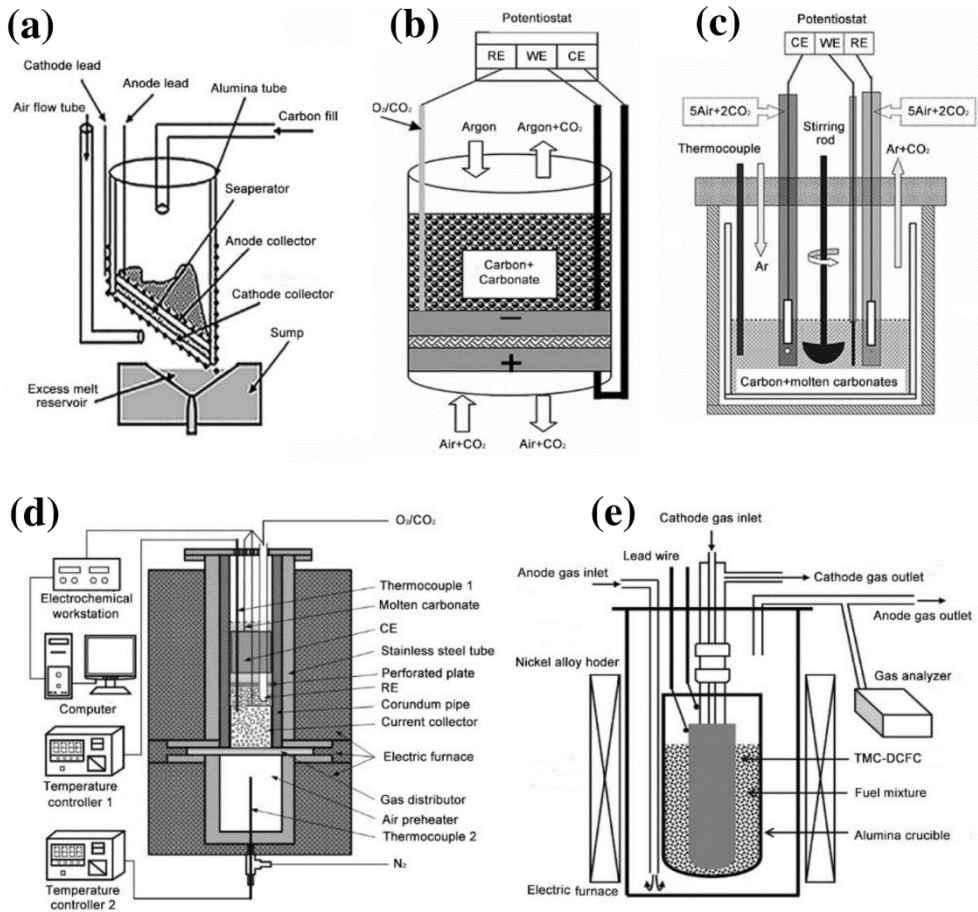 (a)
Cathode lead
Anode lead
Air flow tube
Alumina tube
Carbon fill
Seaperator
Anode collector
Cathode collector
Sump
Excess melt
reservoir
(b)
Potentiostat
RE WE CE
O₂/CO₂
Argon
Argon+CO₂
Carbon+
Carbonate
−
+
Air+CO₂
Air+CO₂
(c)
Potentiostat
CE WE RE
5Air+2CO₂
Stirring
rod
5Air+2CO₂
Thermocouple
Ar+CO₂
Ar
Carbon+molten carbonates
(d)
O₂/CO₂
Electrochemical
workstation
Computer
Temperature
controller 1
Temperature
controller 2
Thermocouple 1
Molten carbonate
CE
Stainless steel tube
Perforated plate
RE
Corundum pipe
Current collector
Electric furnace
Gas distributor
Air preheater
Thermocouple 2
N₂
(e)
Cathode gas inlet
Lead wire
Anode gas inlet
Cathode gas outlet
Anode gas outlet
Nickel alloy hoder
Gas analyzer
TMC-DCFC
Fuel mixture
Alumina crucible
Electric furnace